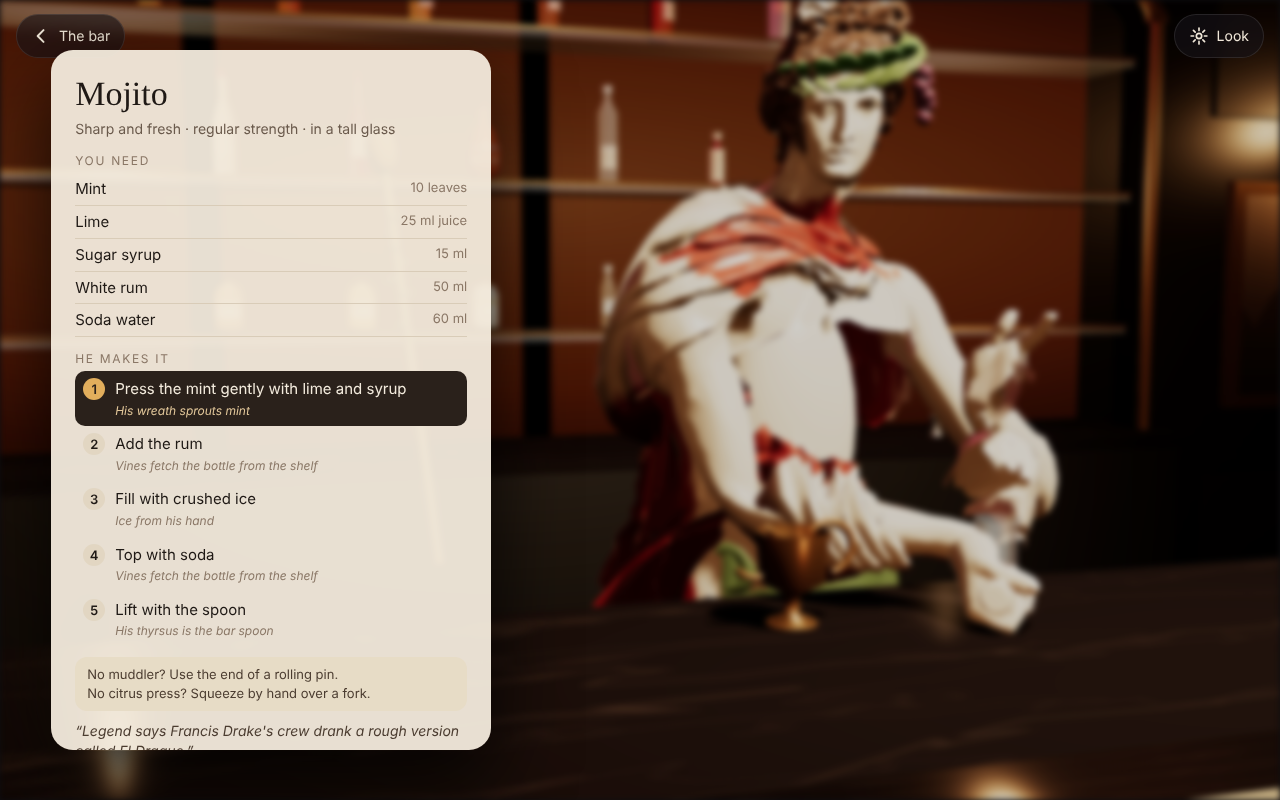 The bar
Look
Mojito
Sharp and fresh · regular strength · in a tall glass
YOU NEED
Mint 10 leaves
Lime 25 ml juice
Sugar syrup 15 ml
White rum 50 ml
Soda water 60 ml
HE MAKES IT
1 Press the mint gently with lime and syrup
His wreath sprouts mint
2 Add the rum
Vines fetch the bottle from the shelf
3 Fill with crushed ice
Ice from his hand
4 Top with soda
Vines fetch the bottle from the shelf
5 Lift with the spoon
His thyrsus is the bar spoon
No muddler? Use the end of a rolling pin.
No citrus press? Squeeze by hand over a fork.
“Legend says Francis Drake's crew drank a rough version
called El Draque.”